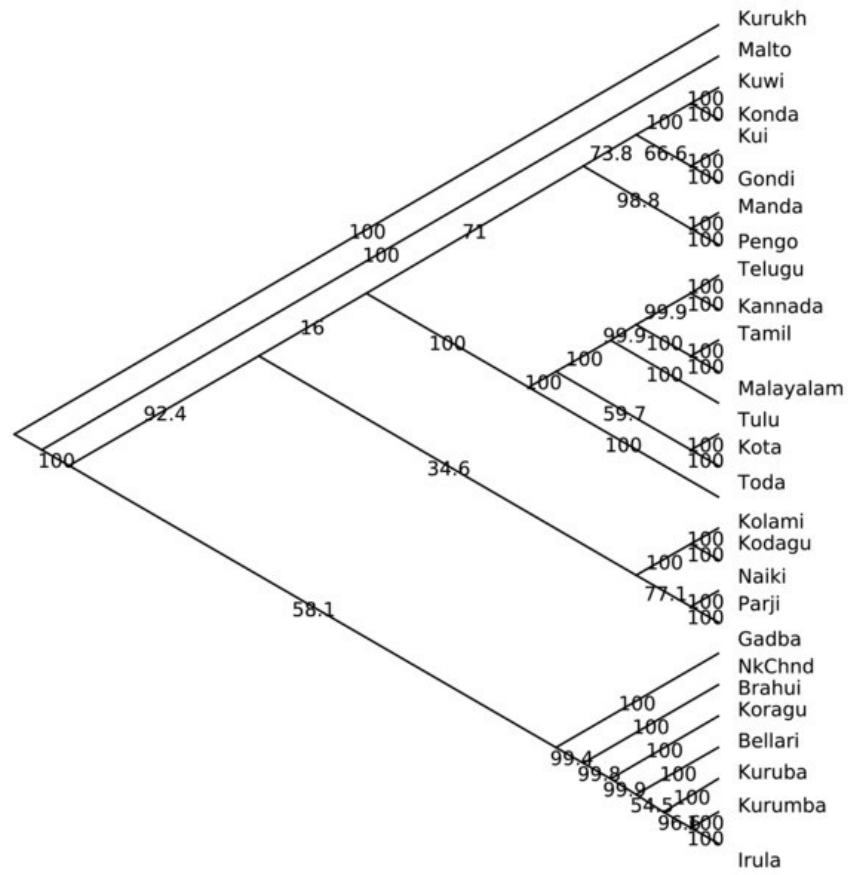 Kurukh
Malto
Kuwi
100
100 Konda
100
Kui
73.8 66.6 100
100 Gondi
98.8 Manda
100
100 71 100 Pengo
100
Telugu
100
99.9 100 Kannada
16 99.9 100 Tamil
100 100
100 100
100 100 Malayalam
92.4 59.7 Tulu
100 100 Kota
100 34.6 100
Toda
Kolami
100 Kodagu
100 100
Naiki
77.1 100 Parji
58.1 100
Gadba
NkChnd
100 Brahui
100 Koragu
99.4 100 Bellari
99.8 100 Kuruba
99.9 100
54.5 Kurumba
96.6 100
100
Irula